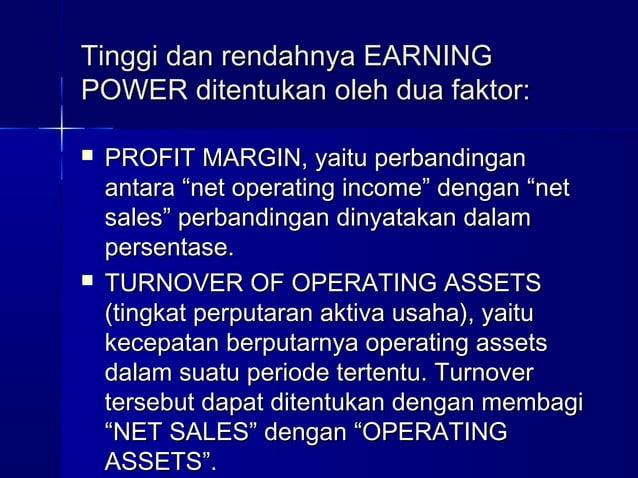 Tinggi dan rendahnya EARNING
POWER ditentukan oleh dua faktor:
PROFIT MARGIN, yaitu perbandingan
antara “net operating income” dengan “net
sales” perbandingan dinyatakan dalam
persentase.
TURNOVER OF OPERATING ASSETS
(tingkat perputaran aktiva usaha), yaitu
kecepatan berputarnya operating assets
dalam suatu periode tertentu. Turnover
tersebut dapat ditentukan dengan membagi
“NET SALES” dengan “OPERATING
ASSETS”.